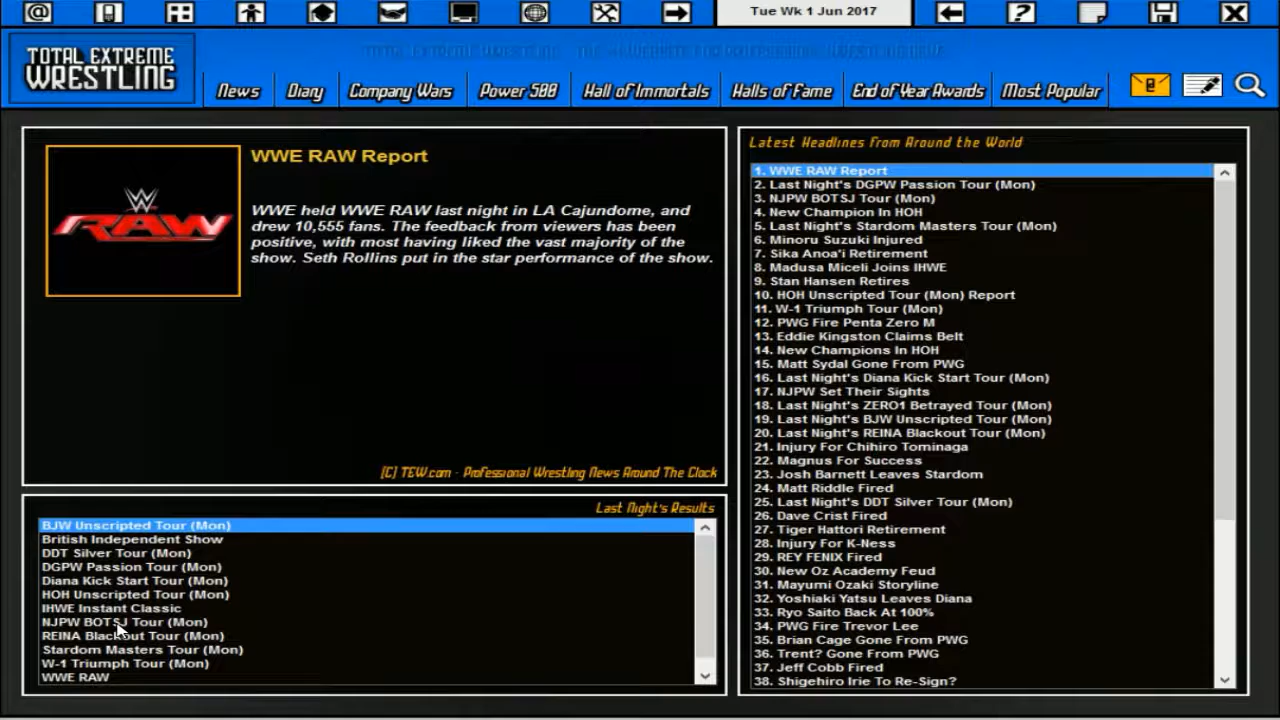 Tue Wk 1 Jun 2017
TOTAL EXTREME
WRESTLING
News
Diary
Company Wars
Power 500
Hall of Immortals
Halls of Fame
End of Year Awards
Most Popular
WWE RAW Report
W
RAW
WWE held WWE RAW last night in LA Cajundome, and
drew 10,555 fans. The feedback from viewers has been
positive, with most having liked the vast majority of the
show. Seth Rollins put in the star performance of the show.
(C) TEW.com - Professional Wrestling News Around The Clock
Last Night's Results
BJW Unscripted Tour (Mon)
British Independent Show
DDT Silver Tour (Mon)
DGPW Passion Tour (Mon)
Diana Kick Start Tour (Mon)
HOH Unscripted Tour (Mon)
IHWE Instant Classic
NJPW BOTSJ Tour (Mon)
REINA Blackout Tour (Mon)
Stardom Masters Tour (Mon)
W-1 Triumph Tour (Mon)
WWE RAW
Latest Headlines From Around the World
1. WWE RAW Report
2. Last Night's DGPW Passion Tour (Mon)
3. NJPW BOTSJ Tour (Mon)
4. New Champion In HOH
5. Last Night's Stardom Masters Tour (Mon)
6. Minoru Suzuki Injured
7. Sika Anoa'i Retirement
8. Madusa Miceli Joins IHWE
9. Stan Hansen Retires
10. HOH Unscripted Tour (Mon) Report
11. W-1 Triumph Tour (Mon)
12. PWG Fire Penta Zero M
13. Eddie Kingston Claims Belt
14. New Champions In HOH
15. Matt Sydal Gone From PWG
16. Last Night's Diana Kick Start Tour (Mon)
17. NJPW Set Their Sights
18. Last Night's ZERO1 Betrayed Tour (Mon)
19. Last Night's BJW Unscripted Tour (Mon)
20. Last Night's REINA Blackout Tour (Mon)
21. Injury For Chihiro Tominaga
22. Magnus For Success
23. Josh Barnett Leaves Stardom
24. Matt Riddle Fired
25. Last Night's DDT Silver Tour (Mon)
26. Dave Crist Fired
27. Tiger Hattori Retirement
28. Injury For K-Ness
29. REY FENIX Fired
30. New Oz Academy Feud
31. Mayumi Ozaki Storyline
32. Yoshiaki Yatsu Leaves Diana
33. Ryo Saito Back At 100%
34. PWG Fire Trevor Lee
35. Brian Cage Gone From PWG
36. Trent? Gone From PWG
37. Jeff Cobb Fired
38. Shigehiro Irie To Re-Sign?